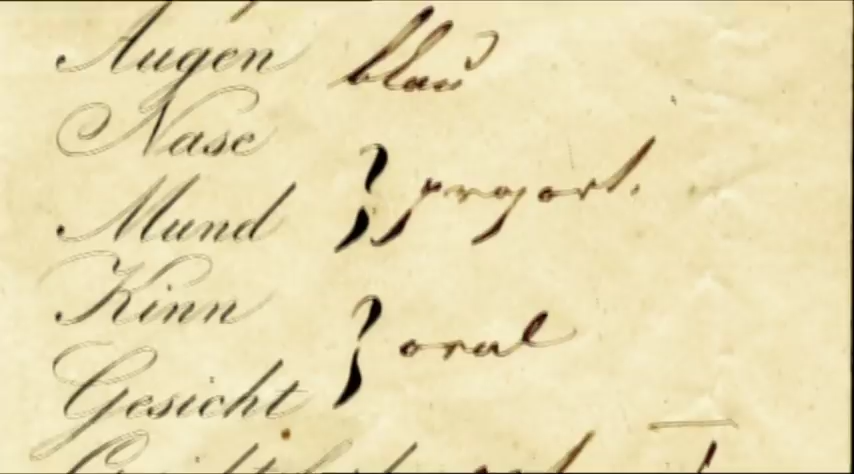 Augen blau
Nase
} proport.
Mund
Kinn
} oval
Gesicht